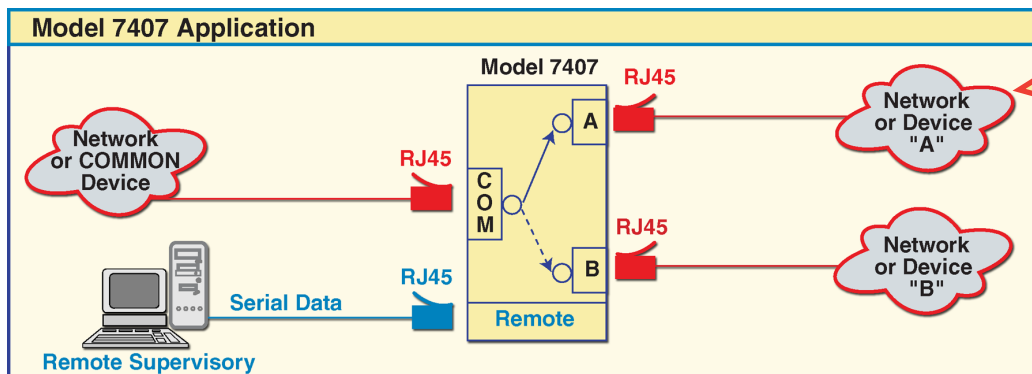 Model 7407 Application
Model 7407
Network
or COMMON
Device
RJ45
C
O
M
A
B
RJ45
Network
or Device
"A"
RJ45
Network
or Device
"B"
RJ45
Serial Data
Remote
Remote Supervisory